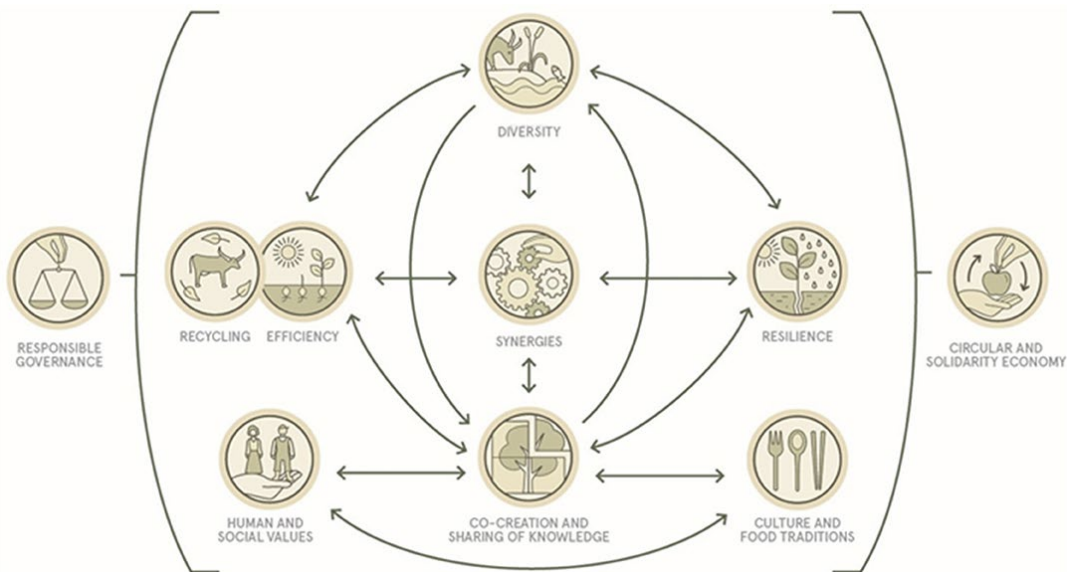 DIVERSITY
RECYCLING
EFFICIENCY
SYNERGIES
RESILIENCE
RESPONSIBLE
GOVERNANCE
CIRCULAR AND
SOLIDARITY ECONOMY
HUMAN AND
SOCIAL VALUES
CO-CREATION AND
SHARING OF KNOWLEDGE
CULTURE AND
FOOD TRADITIONS